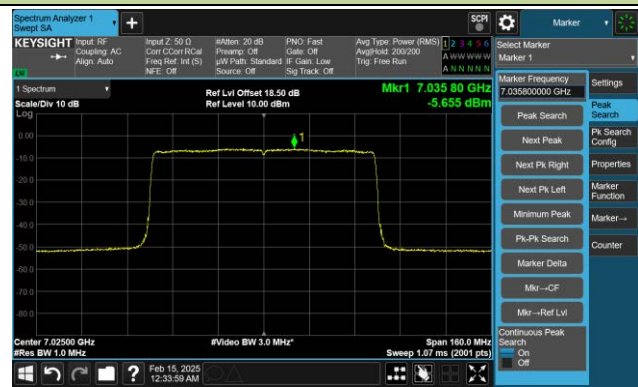 Spectrum Analyzer 1
Swept SA
SCPI
Marker
KEYSIGHT
Input: RF
Coupling: AC
Align: Auto
Input Z: 50 Ω
Corr CCorr RCal
Freq Ref: Int (S)
NFE: Off
#Atten: 20 dB
Preamp: Off
µW Path: Standard
Source: Off
PNO: Fast
Gate: Off
IF Gain: Low
Sig Track: Off
Avg Type: Power (RMS)
Avg|Hold: 200/200
Trig: Free Run
1 2 3 4 5 6
A W W W W W
A N N N N N
Select Marker
Marker 1
1 Spectrum
Scale/Div 10 dB
Log
Ref Lvl Offset 18.50 dB
Ref Level 10.00 dBm
Mkr1 7.035 80 GHz
-5.655 dBm
1
0.00
-10.0
-20.0
-30.0
-40.0
-50.0
-60.0
-70.0
-80.0
Center 7.02500 GHz
#Res BW 1.0 MHz
#Video BW 3.0 MHz*
Span 160.0 MHz
Sweep 1.07 ms (2001 pts)
Marker Frequency
7.035800000 GHz
Peak Search
Next Peak
Next Pk Right
Next Pk Left
Minimum Peak
Pk-Pk Search
Marker Delta
Mkr→CF
Mkr→Ref Lvl
Continuous Peak
Search
On
Off
Settings
Peak
Search
Pk Search
Config
Properties
Marker
Function
Marker→
Counter
?
Feb 15, 2025
12:33:59 AM